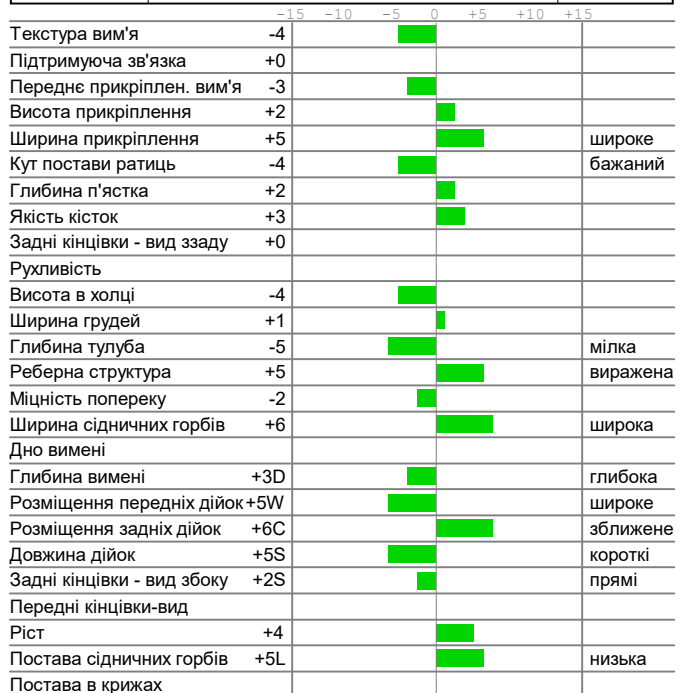 -15 -10 -5 0 +5 +10 +15
Текстура вим'я -4
Підтримуюча зв'язка +0
Переднє прикріплен. вим'я -3
Висота прикріплення +2
Ширина прикріплення +5 широке
Кут постави ратиць -4 бажаний
Глибина п'ястка +2
Якість кісток +3
Задні кінцівки - вид ззаду +0
Рухливість
Висота в холці -4
Ширина грудей +1
Глибина тулуба -5 мілка
Реберна структура +5 виражена
Міцність попереку -2
Ширина сідничних горбів +6 широка
Дно вимені
Глибина вимені +3D глибока
Розміщення передніх дійок +5W широке
Розміщення задніх дійок +6C зближене
Довжина дійок +5S короткі
Задні кінцівки - вид збоку +2S прямі
Передні кінцівки-вид
Ріст +4
Постава сідничних горбів +5L низька
Постава в крижах